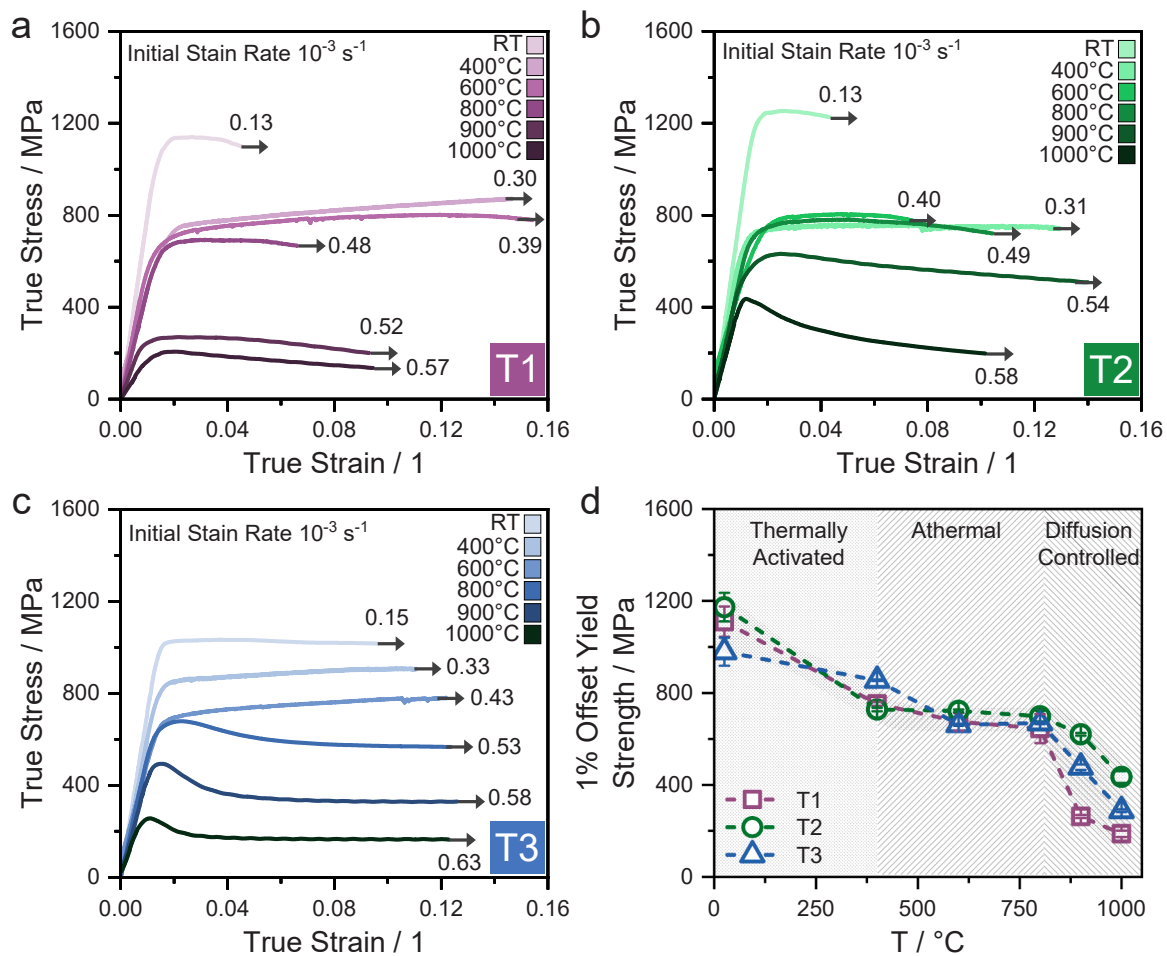 a
1600
1200
800
400
0
True Stress / MPa
Initial Stain Rate 10⁻³ s⁻¹
RT
400°C
600°C
800°C
900°C
1000°C
0.13
0.30
0.39
0.48
0.52
0.57
T1
0.00 0.04 0.08 0.12 0.16
True Strain / 1
b
1600
1200
800
400
0
True Stress / MPa
Initial Stain Rate 10⁻³ s⁻¹
RT
400°C
600°C
800°C
900°C
1000°C
0.13
0.40
0.31
0.49
0.54
0.58
T2
0.00 0.04 0.08 0.12 0.16
True Strain / 1
c
1600
1200
800
400
0
True Stress / MPa
Initial Stain Rate 10⁻³ s⁻¹
RT
400°C
600°C
800°C
900°C
1000°C
0.15
0.33
0.43
0.53
0.58
0.63
T3
0.00 0.04 0.08 0.12 0.16
True Strain / 1
d
1600
1200
800
400
0
1% Offset Yield
Strength / MPa
Thermally
Activated
Athermal
Diffusion
Controlled
T1
T2
T3
0 250 500 750 1000
T / °C